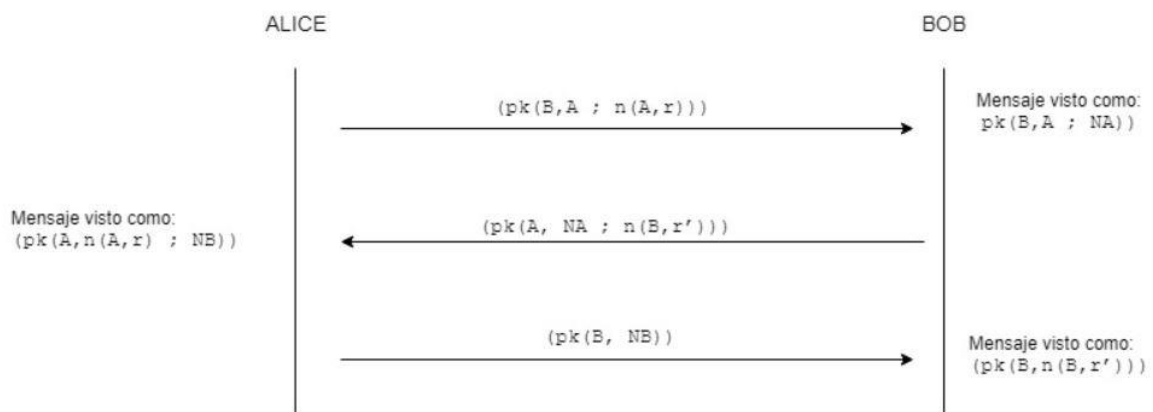 ALICE
BOB
(pk(B,A ; n(A,r)))
Mensaje visto como:
pk(B,A ; NA))
Mensaje visto como:
(pk(A,n(A,r) ; NB))
(pk(A, NA ; n(B,r')))
(pk(B, NB))
Mensaje visto como:
(pk(B,n(B,r')))